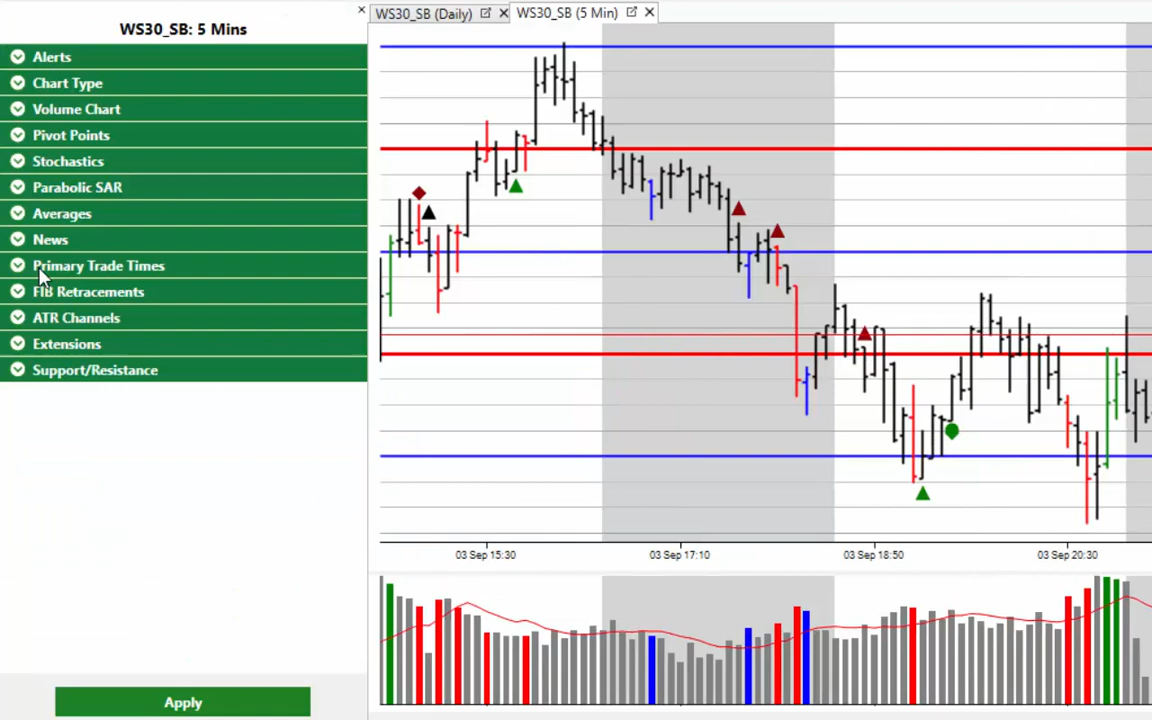 WS30_SB: 5 Mins
Alerts
Chart Type
Volume Chart
Pivot Points
Stochastics
Parabolic SAR
Averages
News
Primary Trade Times
FIB Retracements
ATR Channels
Extensions
Support/Resistance
Apply
WS30_SB (Daily)
WS30_SB (5 Min)
03 Sep 15:30
03 Sep 17:10
03 Sep 18:50
03 Sep 20:30